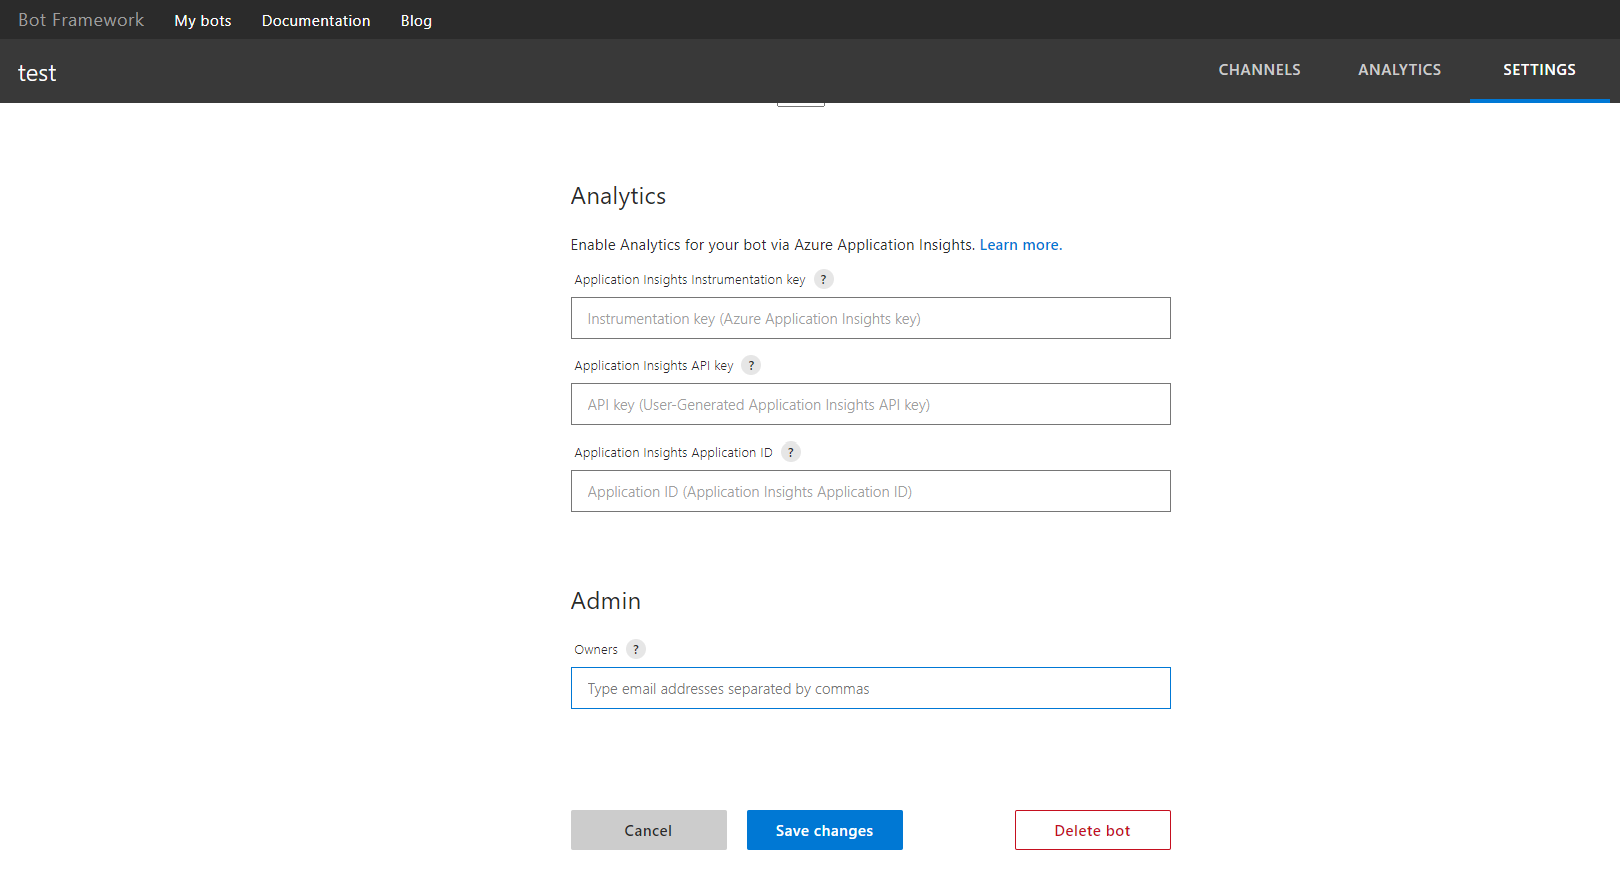 Bot Framework My bots Documentation Blog
test CHANNELS ANALYTICS SETTINGS
Analytics
Enable Analytics for your bot via Azure Application Insights. Learn more.
Application Insights Instrumentation key ?
Instrumentation key (Azure Application Insights key)
Application Insights API key ?
API key (User-Generated Application Insights API key)
Application Insights Application ID ?
Application ID (Application Insights Application ID)
Admin
Owners ?
Type email addresses separated by commas
Cancel Save changes Delete bot